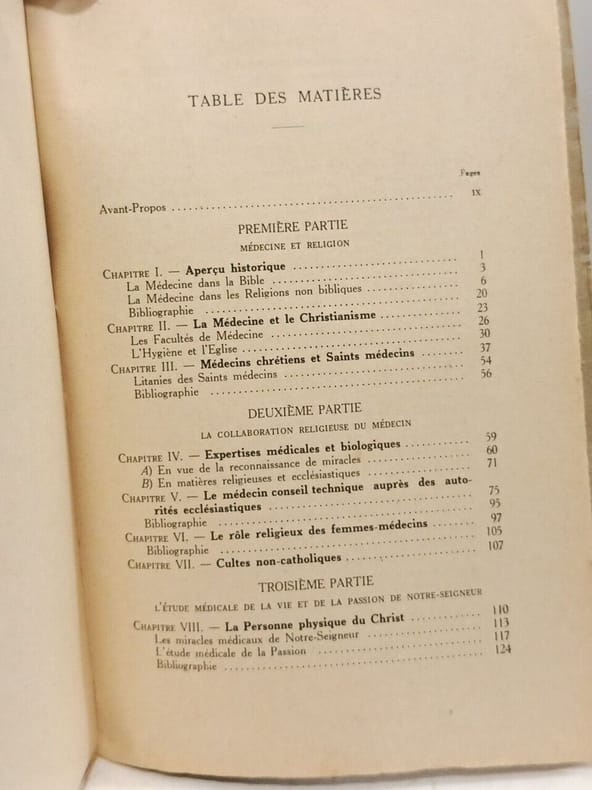 TABLE DES MATIÈRES
Pages
Avant-Propos . . . . . . . . . . . . . . . . . . . . . . . . . . . . . . . . . . IX
PREMIÈRE PARTIE
MÉDECINE ET RELIGION
CHAPITRE I. — Aperçu historique . . . . . . . . . . . . . . . . . . . . 1
La Médecine dans la Bible . . . . . . . . . . . . . . . . . . . . 3
La Médecine dans les Religions non bibliques . . . . . . . . . . 6
Bibliographie . . . . . . . . . . . . . . . . . . . . . . . . . . 20
CHAPITRE II. — La Médecine et le Christianisme . . . . . . . . . . 23
Les Facultés de Médecine . . . . . . . . . . . . . . . . . . . . 26
L'Hygiène et l'Eglise . . . . . . . . . . . . . . . . . . . . . . 30
CHAPITRE III. — Médecins chrétiens et Saints médecins . . . . . . 37
Litanies des Saints médecins . . . . . . . . . . . . . . . . . . 54
Bibliographie . . . . . . . . . . . . . . . . . . . . . . . . . . 56
DEUXIÈME PARTIE
LA COLLABORATION RELIGIEUSE DU MÉDECIN
CHAPITRE IV. — Expertises médicales et biologiques . . . . . . . . 59
A) En vue de la reconnaissance de miracles . . . . . . . . . . . 60
B) En matières religieuses et ecclésiastiques . . . . . . . . . . 71
CHAPITRE V. — Le médecin conseil technique auprès des auto-
rités ecclésiastiques . . . . . . . . . . . . . . . . . . . . . . 75
Bibliographie . . . . . . . . . . . . . . . . . . . . . . . . . . 95
CHAPITRE VI. — Le rôle religieux des femmes-médecins . . . . . . . 97
Bibliographie . . . . . . . . . . . . . . . . . . . . . . . . . . 105
CHAPITRE VII. — Cultes non-catholiques . . . . . . . . . . . . . . 107
TROISIÈME PARTIE
L'ÉTUDE MÉDICALE DE LA VIE ET DE LA PASSION DE NOTRE-SEIGNEUR
CHAPITRE VIII. — La Personne physique du Christ . . . . . . . . . 110
Les miracles médicaux de Notre-Seigneur . . . . . . . . . . . . . 113
L'étude médicale de la Passion . . . . . . . . . . . . . . . . . . 117
Bibliographie . . . . . . . . . . . . . . . . . . . . . . . . . . 124